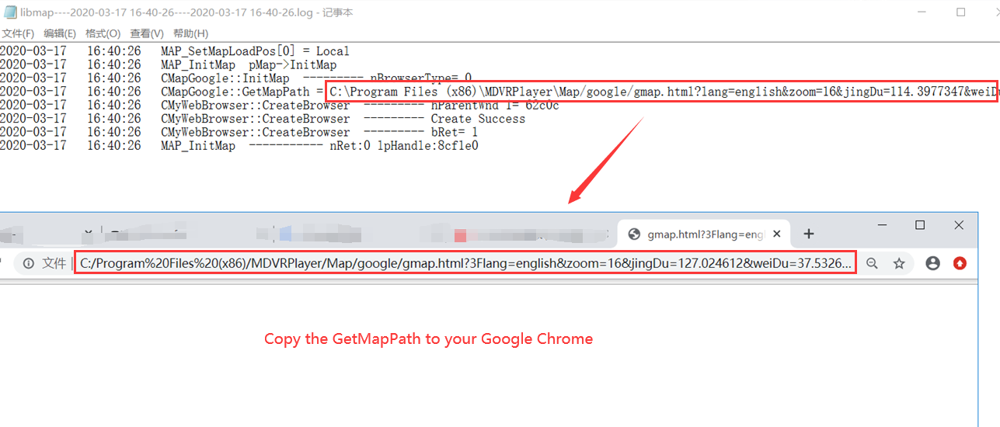 libmap----2020-03-17 16-40-26----2020-03-17 16-40-26.log - 记事本
文件(F) 编辑(E) 格式(O) 查看(V) 帮助(H)
2020-03-17 16:40:26 MAP_SetMapLoadPos[0] = Local
2020-03-17 16:40:26 MAP_InitMap pMap->InitMap
2020-03-17 16:40:26 CMapGoogle::InitMap --------- nBrowserType= 0
2020-03-17 16:40:26 CMapGoogle::GetMapPath = C:\Program Files (x86)\MDVRPlayer\Map/google/gmap.html?lang=english&zoom=16&jingDu=114.3977347&weiDu
2020-03-17 16:40:26 CMyWebBrowser::CreateBrowser --------- hParentWnd 1= 62c0c
2020-03-17 16:40:26 CMyWebBrowser::CreateBrowser --------- Create Success
2020-03-17 16:40:26 CMyWebBrowser::CreateBrowser --------- bRet= 1
2020-03-17 16:40:26 MAP_InitMap ----------- nRet:0 lpHandle:8cf1e0
gmap.html?3Flang=engl
文件 C:/Program%20Files%20(x86)/MDVRPlayer/Map/google/gmap.html?3Flang=english&zoom=16&jingDu=127.024612&weiDu=37.5326...
Copy the GetMapPath to your Google Chrome